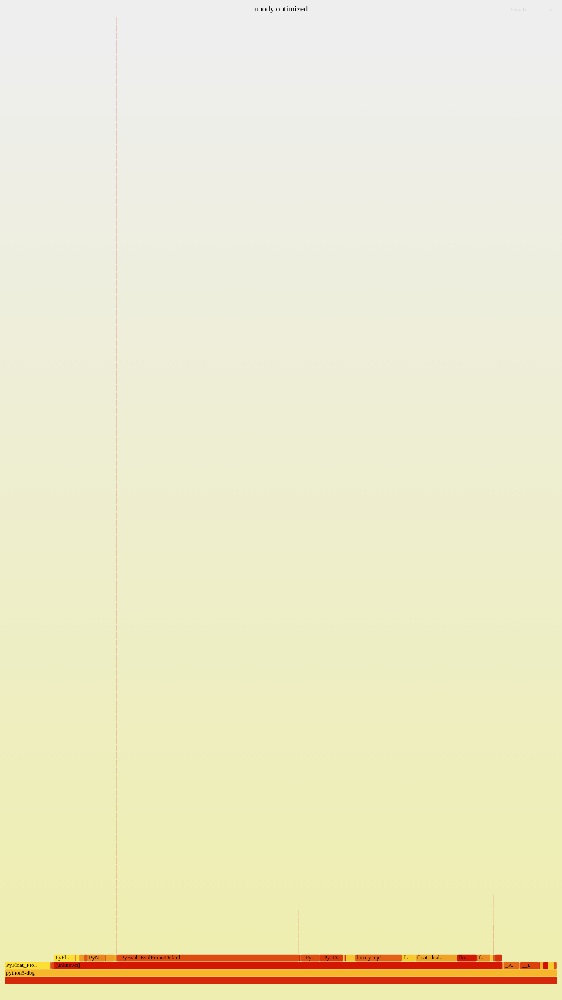 nbody optimized
Search
ic
PyFl..
PyN..
_PyEval_EvalFrameDefault
_Py..
_Py_D..
binary_op1
fl..
float_deal..
flo..
f..
PyFloat_Fro..
[unknown]
_P..
__i..
python3-dbg